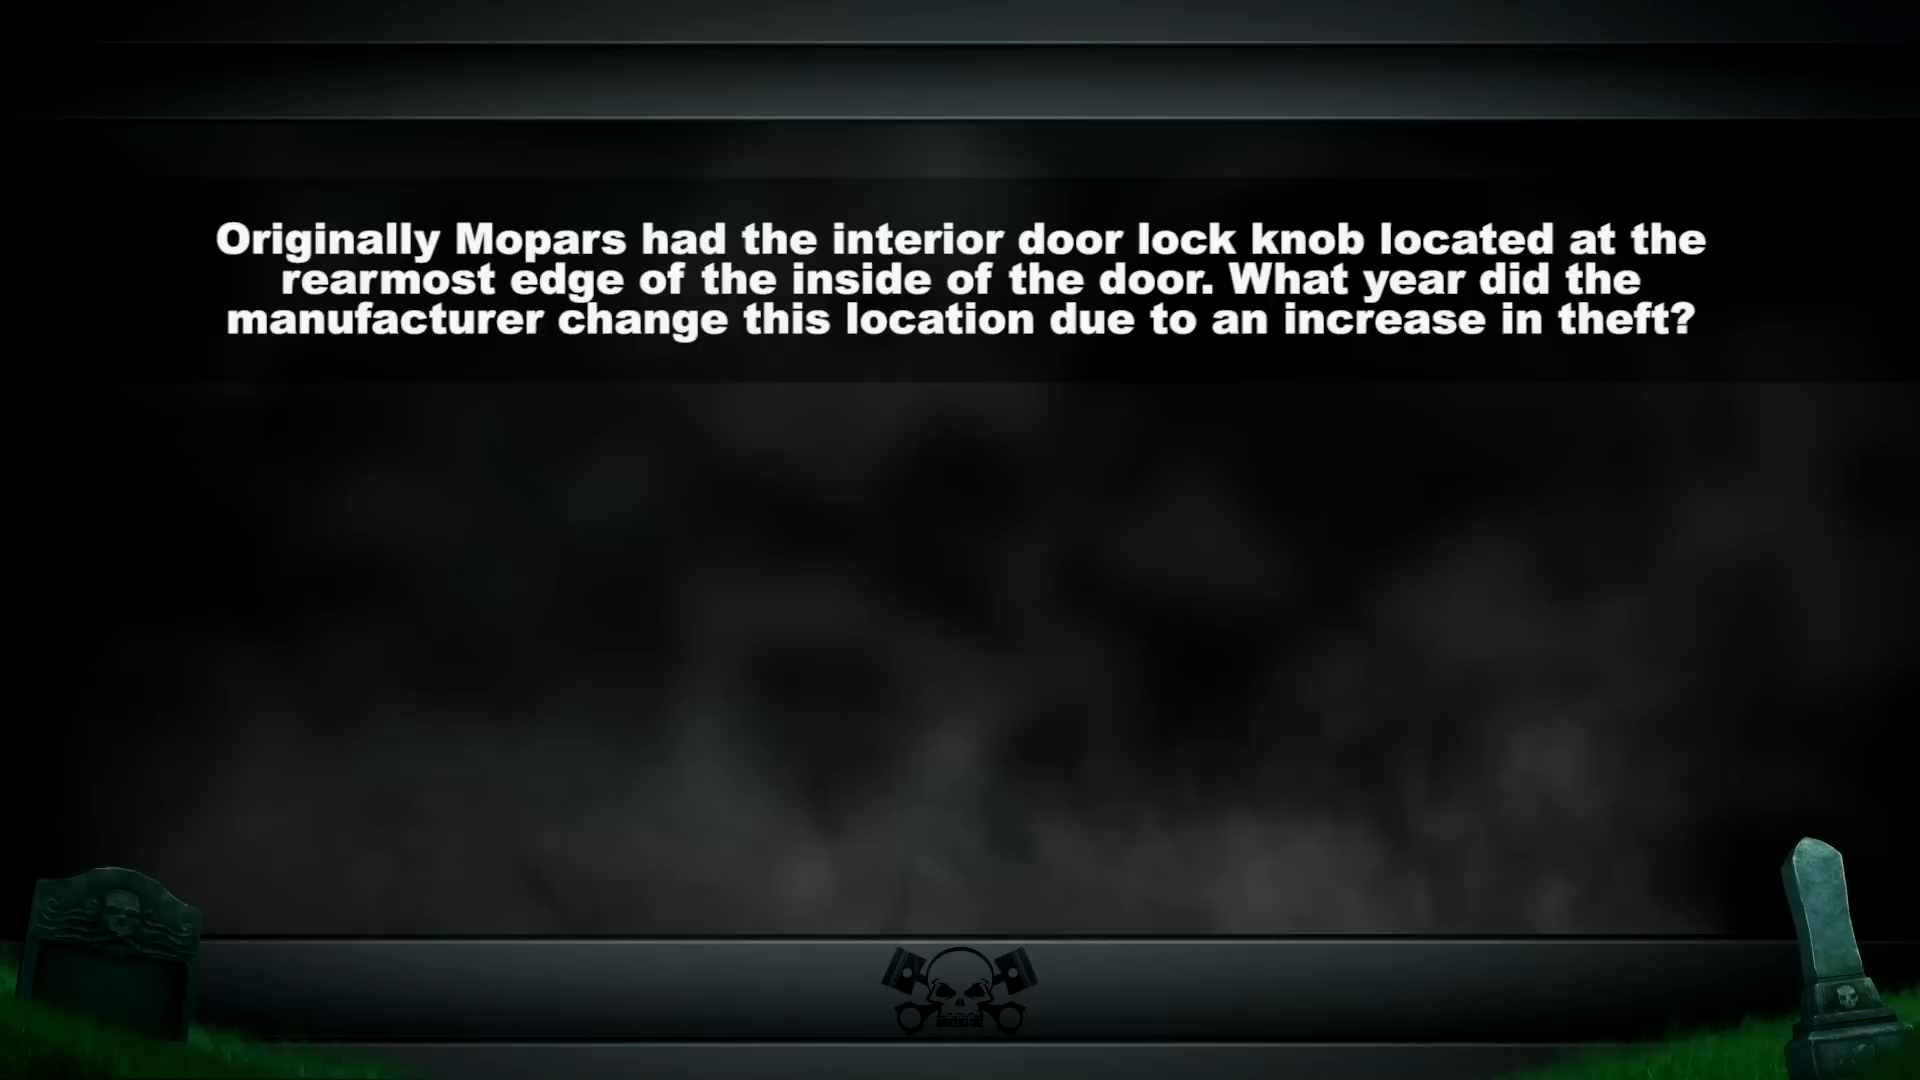 Originally Mopars had the interior door lock knob located at the
rearmost edge of the inside of the door. What year did the
manufacturer change this location due to an increase in theft?